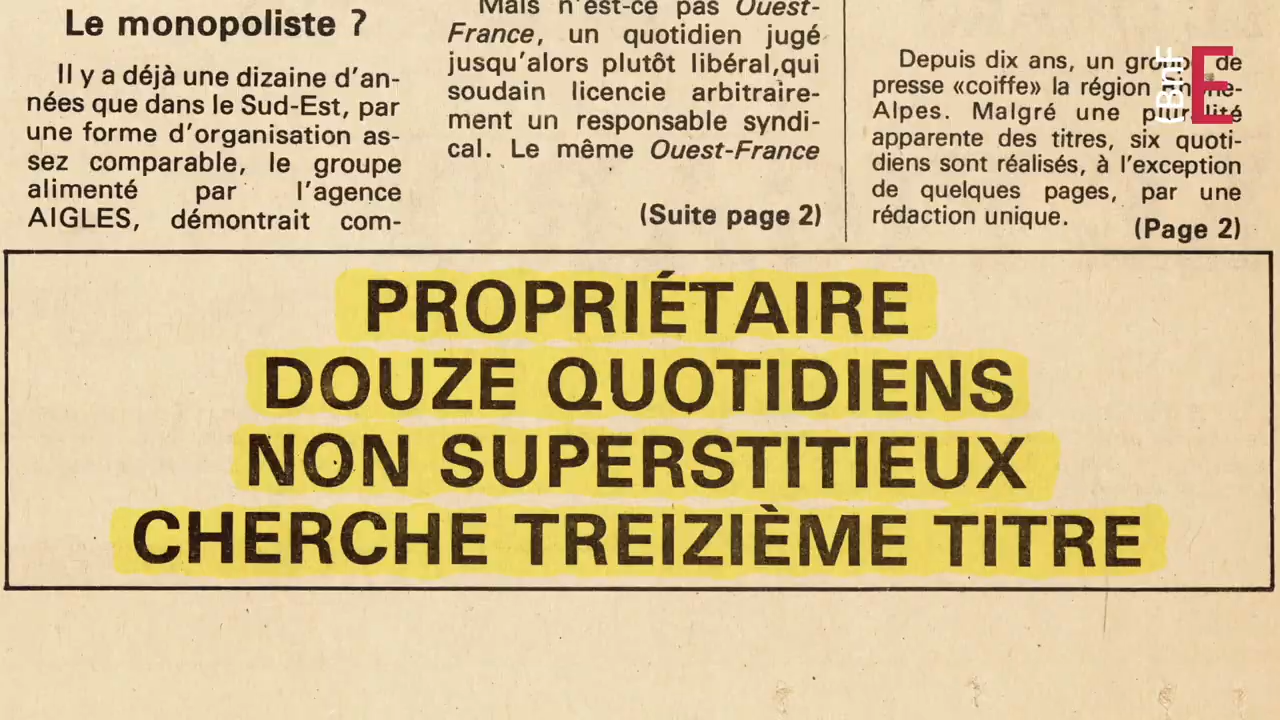 Le monopoliste ?
Il y a déjà une dizaine d'an-
nées que dans le Sud-Est, par
une forme d'organisation as-
sez comparable, le groupe
alimenté par l'agence
AIGLES, démontrait com-
Mais n'est-ce pas Ouest-
France, un quotidien jugé
jusqu'alors plutôt libéral,qui
soudain licencie arbitraire-
ment un responsable syndi-
cal. Le même Ouest-France
(Suite page 2)
Depuis dix ans, un groupe de
presse «coiffe» la région Rhône-
Alpes. Malgré une pluralité
apparente des titres, six quoti-
diens sont réalisés, à l'exception
de quelques pages, par une
rédaction unique.
(Page 2)
PROPRIÉTAIRE
DOUZE QUOTIDIENS
NON SUPERSTITIEUX
CHERCHE TREIZIÈME TITRE
(BnF
E